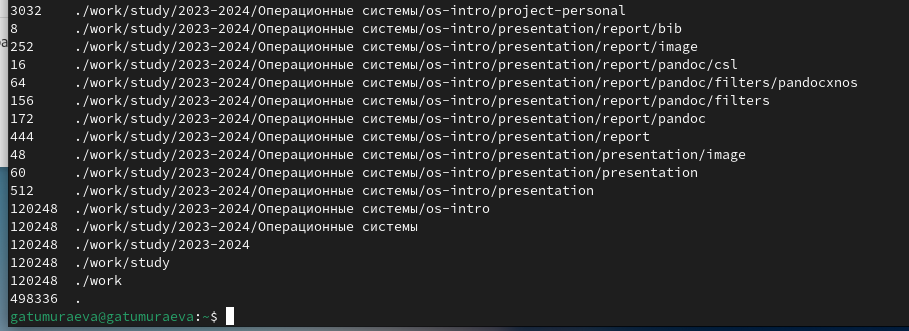 3032 ./work/study/2023-2024/Операционные системы/os-intro/project-personal
8 ./work/study/2023-2024/Операционные системы/os-intro/presentation/report/bib
252 ./work/study/2023-2024/Операционные системы/os-intro/presentation/report/image
16 ./work/study/2023-2024/Операционные системы/os-intro/presentation/report/pandoc/csl
64 ./work/study/2023-2024/Операционные системы/os-intro/presentation/report/pandoc/filters/pandocxnos
156 ./work/study/2023-2024/Операционные системы/os-intro/presentation/report/pandoc/filters
172 ./work/study/2023-2024/Операционные системы/os-intro/presentation/report/pandoc
444 ./work/study/2023-2024/Операционные системы/os-intro/presentation/report
48 ./work/study/2023-2024/Операционные системы/os-intro/presentation/presentation/image
60 ./work/study/2023-2024/Операционные системы/os-intro/presentation/presentation
512 ./work/study/2023-2024/Операционные системы/os-intro/presentation
120248 ./work/study/2023-2024/Операционные системы/os-intro
120248 ./work/study/2023-2024/Операционные системы
120248 ./work/study/2023-2024
120248 ./work/study
120248 ./work
498336 .
gatumuraeva@gatumuraeva:~$